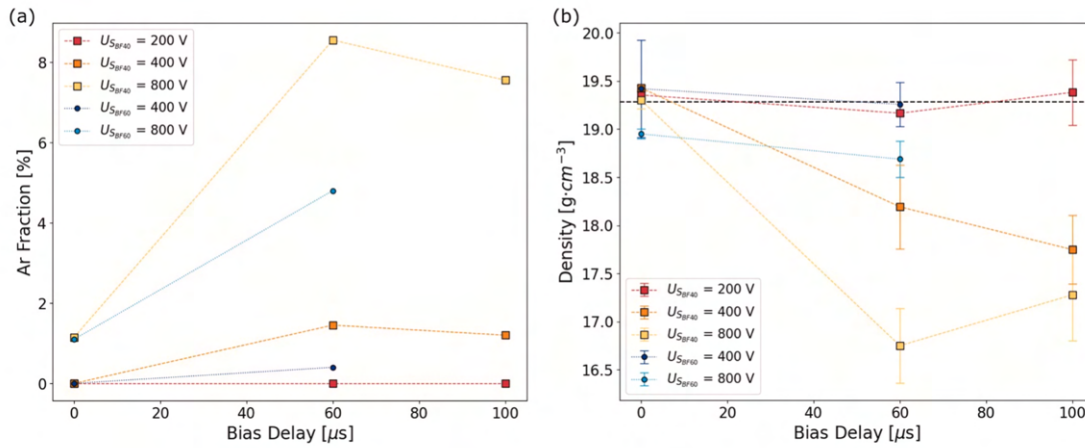 (a)
U_{S_{BF40}} = 200 V
U_{S_{BF40}} = 400 V
U_{S_{BF40}} = 800 V
U_{S_{BF60}} = 400 V
U_{S_{BF60}} = 800 V
8
6
4
2
0
Ar Fraction [%]
0 20 40 60 80 100
Bias Delay [μs]
(b)
20.0
19.5
19.0
18.5
18.0
17.5
17.0
16.5
Density [g·cm⁻³]
U_{S_{BF40}} = 200 V
U_{S_{BF40}} = 400 V
U_{S_{BF40}} = 800 V
U_{S_{BF60}} = 400 V
U_{S_{BF60}} = 800 V
0 20 40 60 80 100
Bias Delay [μs]